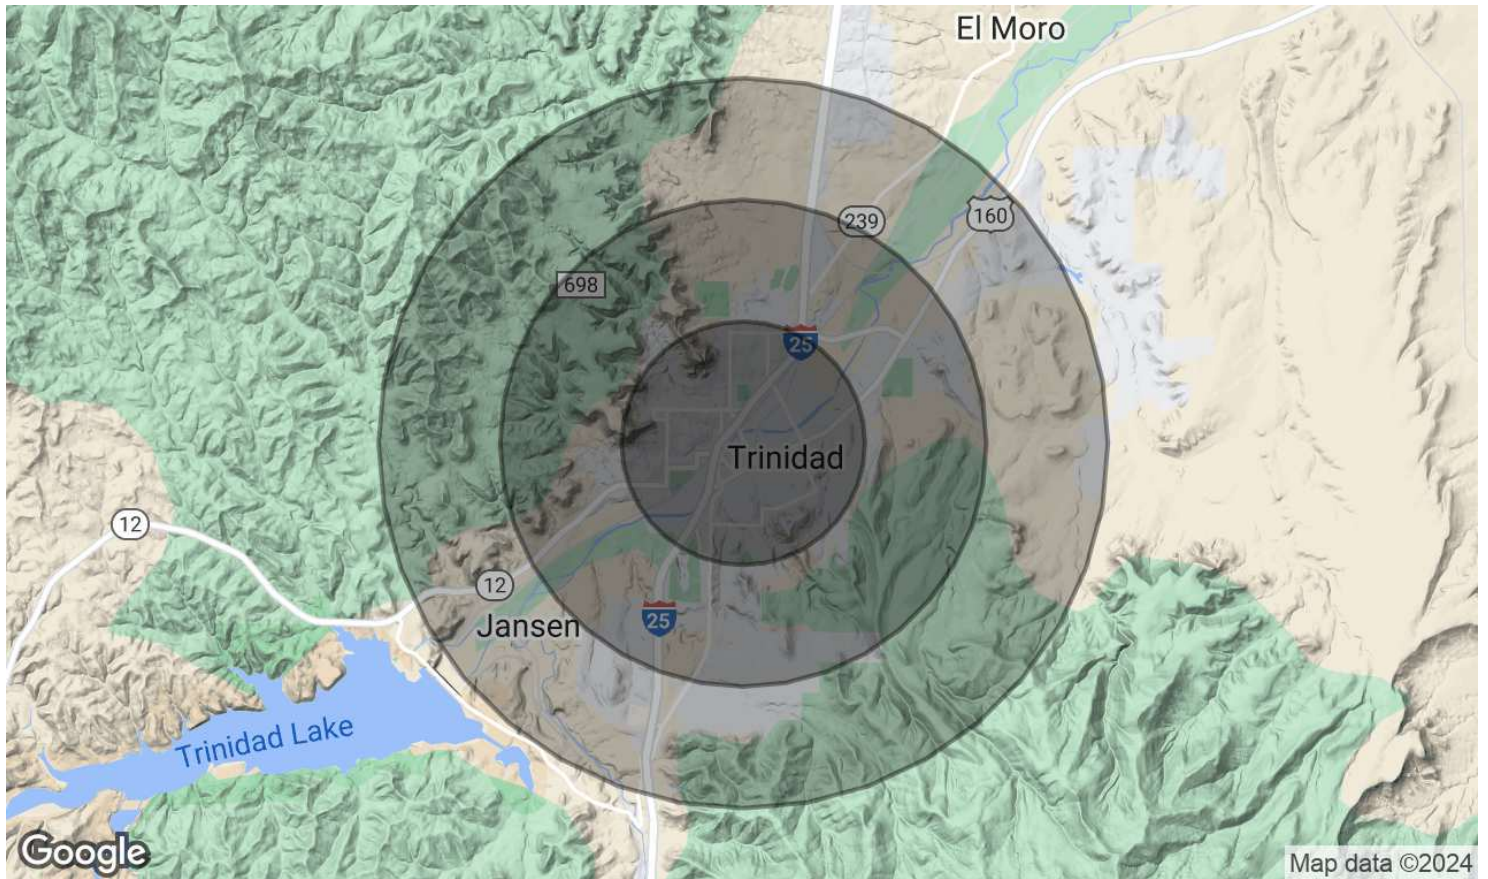 El Moro
239
160
698
25
Trinidad
12
12
Jansen
25
Trinidad Lake
Google
Map data ©2024